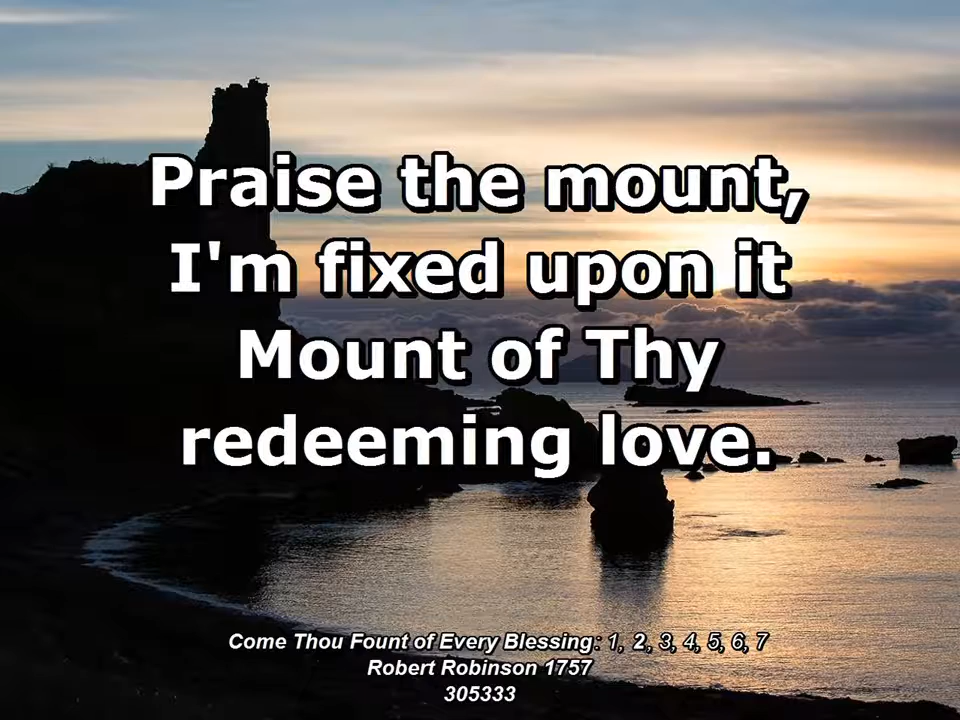 Praise the mount,
I'm fixed upon it
Mount of Thy
redeeming love.
Come Thou Fount of Every Blessing: 1, 2, 3, 4, 5, 6, 7
Robert Robinson 1757
305333